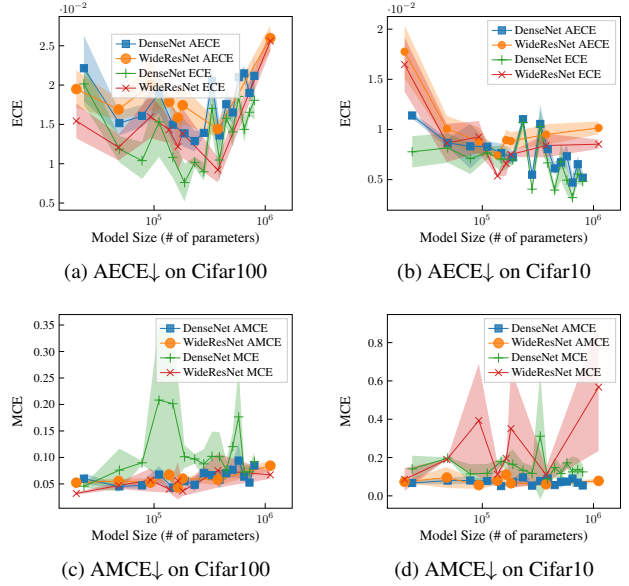 ·10⁻²
2.5
2
1.5
1
0.5
ECE
DenseNet AECE
WideResNet AECE
DenseNet ECE
WideResNet ECE
10⁵
10⁶
Model Size (# of parameters)
(a) AECE↓ on Cifar100
·10⁻²
2
1.5
1
0.5
ECE
DenseNet AECE
WideResNet AECE
DenseNet ECE
WideResNet ECE
10⁵
10⁶
Model Size (# of parameters)
(b) AECE↓ on Cifar10
0.35
0.30
0.25
0.20
0.15
0.10
0.05
MCE
DenseNet AMCE
WideResNet AMCE
DenseNet MCE
WideResNet MCE
10⁵
10⁶
Model Size (# of parameters)
(c) AMCE↓ on Cifar100
0.8
0.6
0.4
0.2
0.0
MCE
DenseNet AMCE
WideResNet AMCE
DenseNet MCE
WideResNet MCE
10⁵
10⁶
Model Size (# of parameters)
(d) AMCE↓ on Cifar10